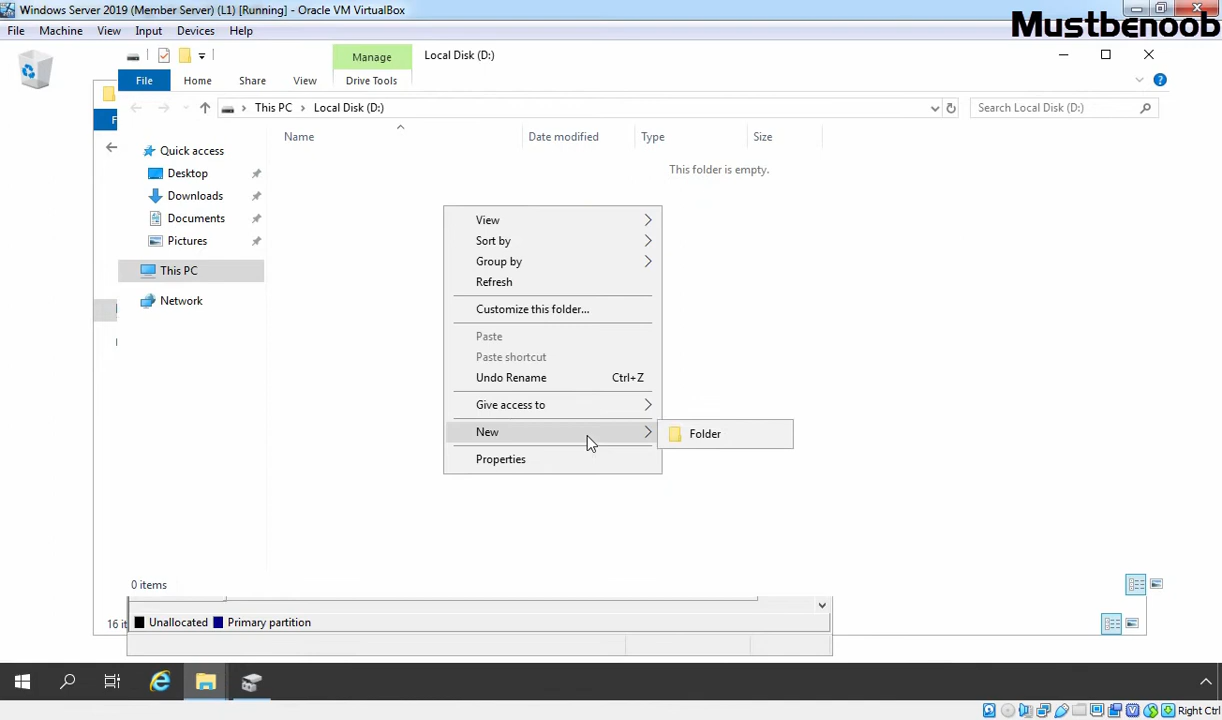 Windows Server 2019 (Member Server) (L1) [Running] - Oracle VM VirtualBox
File Machine View Input Devices Help
Mustbenoob
Manage
Local Disk (D:)
File Home Share View Drive Tools
This PC > Local Disk (D:)
Search Local Disk (D:)
Name Date modified Type Size
This folder is empty.
Quick access
Desktop
Downloads
Documents
Pictures
This PC
Network
View
Sort by
Group by
Refresh
Customize this folder...
Paste
Paste shortcut
Undo Rename Ctrl+Z
Give access to
New
Folder
Properties
0 items
16 it
Unallocated Primary partition
Right Ctrl